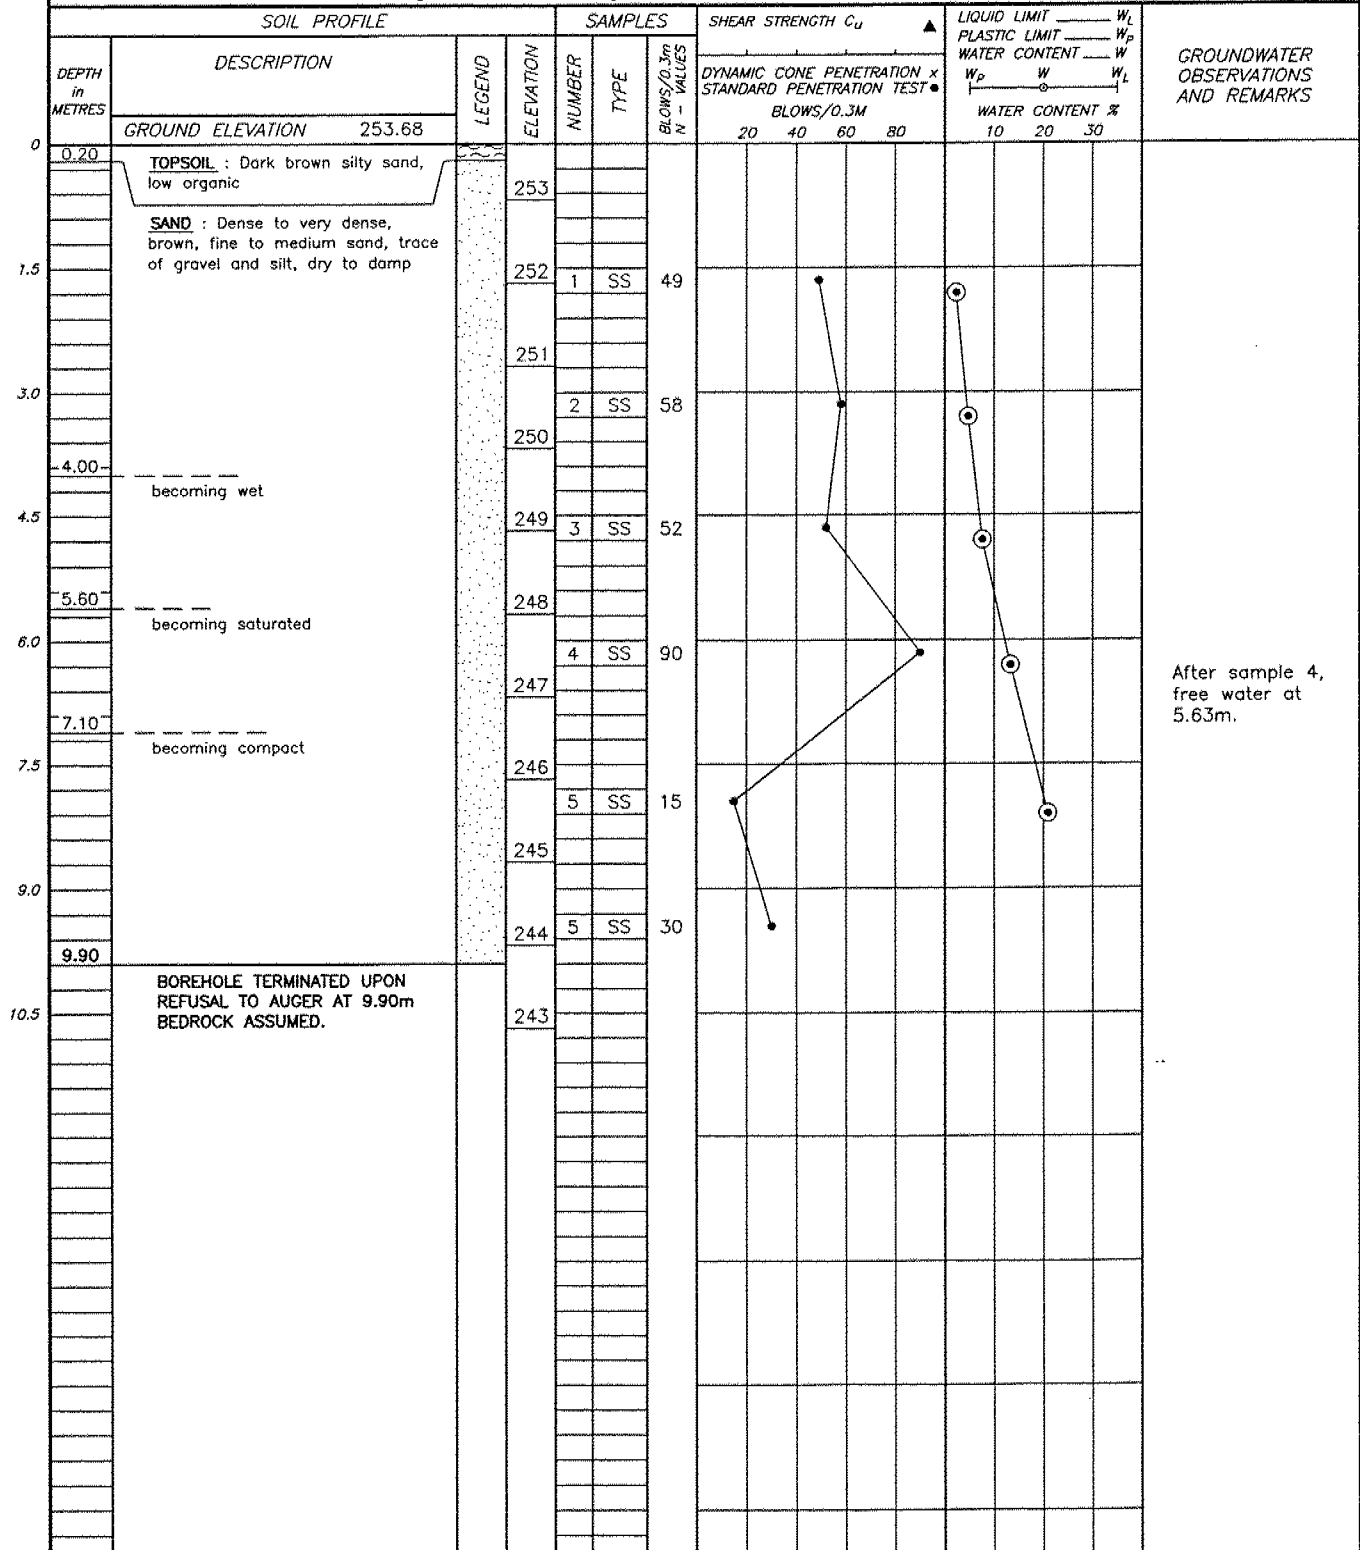 SOIL PROFILE
SAMPLES
SHEAR STRENGTH Cu ▲
LIQUID LIMIT ____ WL
PLASTIC LIMIT ____ WP
WATER CONTENT ____ W
GROUNDWATER
OBSERVATIONS
AND REMARKS
DEPTH
in
METRES
DESCRIPTION
LEGEND
ELEVATION
NUMBER
TYPE
BLOWS/0.3m
N - VALUES
DYNAMIC CONE PENETRATION x
STANDARD PENETRATION TEST ●
BLOWS/0.3M
20 40 60 80
WP W WL
WATER CONTENT %
10 20 30
GROUND ELEVATION 253.68
0
0.20
TOPSOIL : Dark brown silty sand,
low organic
253
SAND : Dense to very dense,
brown, fine to medium sand, trace
of gravel and silt, dry to damp
1.5
252
1 SS 49
251
3.0
2 SS 58
250
4.00
becoming wet
4.5
249
3 SS 52
5.60
248
becoming saturated
6.0
4 SS 90
After sample 4,
free water at
5.63m.
247
7.10
becoming compact
7.5
246
5 SS 15
245
9.0
244
5 SS 30
9.90
BOREHOLE TERMINATED UPON
REFUSAL TO AUGER AT 9.90m
BEDROCK ASSUMED.
10.5
243